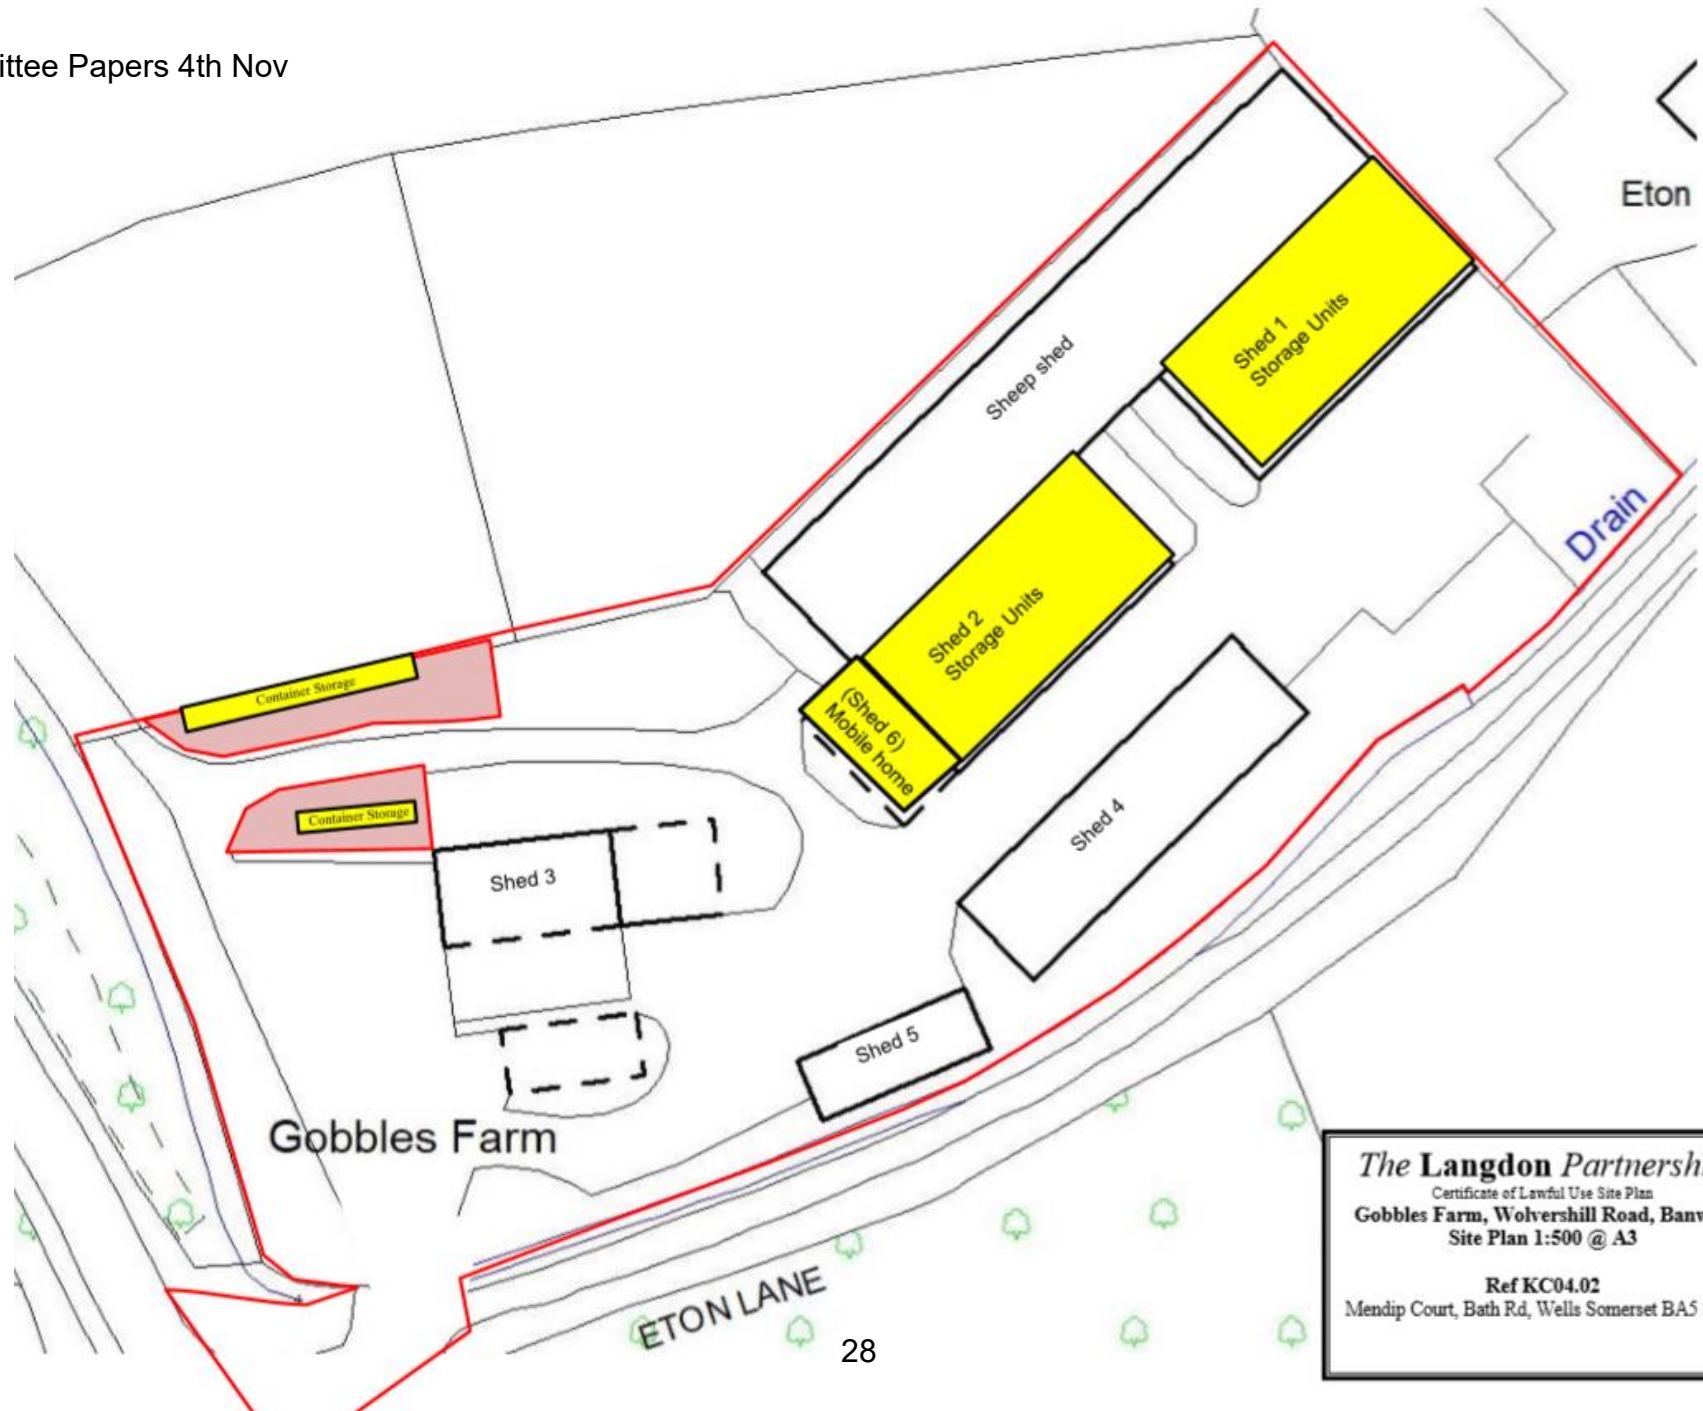 ittee Papers 4th Nov
Eton
Shed 1
Storage Units
Sheep shed
Drain
Shed 2
Storage Units
Container Storage
(Shed 6)
Mobile home
Container Storage
Shed 4
Shed 3
Shed 5
Gobbles Farm
The Langdon Partnersh
Certificate of Lawful Use Site Plan
Gobbles Farm, Wolvershill Road, Banw
Site Plan 1:500 @ A3
Ref KC04.02
Mendip Court, Bath Rd, Wells Somerset BA5
ETON LANE
28